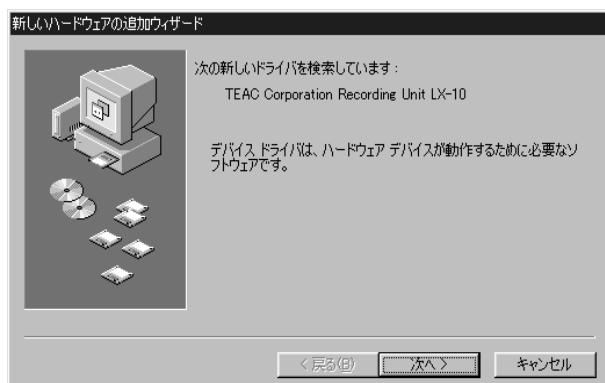 新しいハードウェアの追加ウィザード
次の新しいドライバを検索しています：
TEAC Corporation Recording Unit LX-10
デバイス ドライバは、ハードウェア デバイスが動作するために必要なソ
フトウェアです。
< 戻る(B)
次へ >
キャンセル